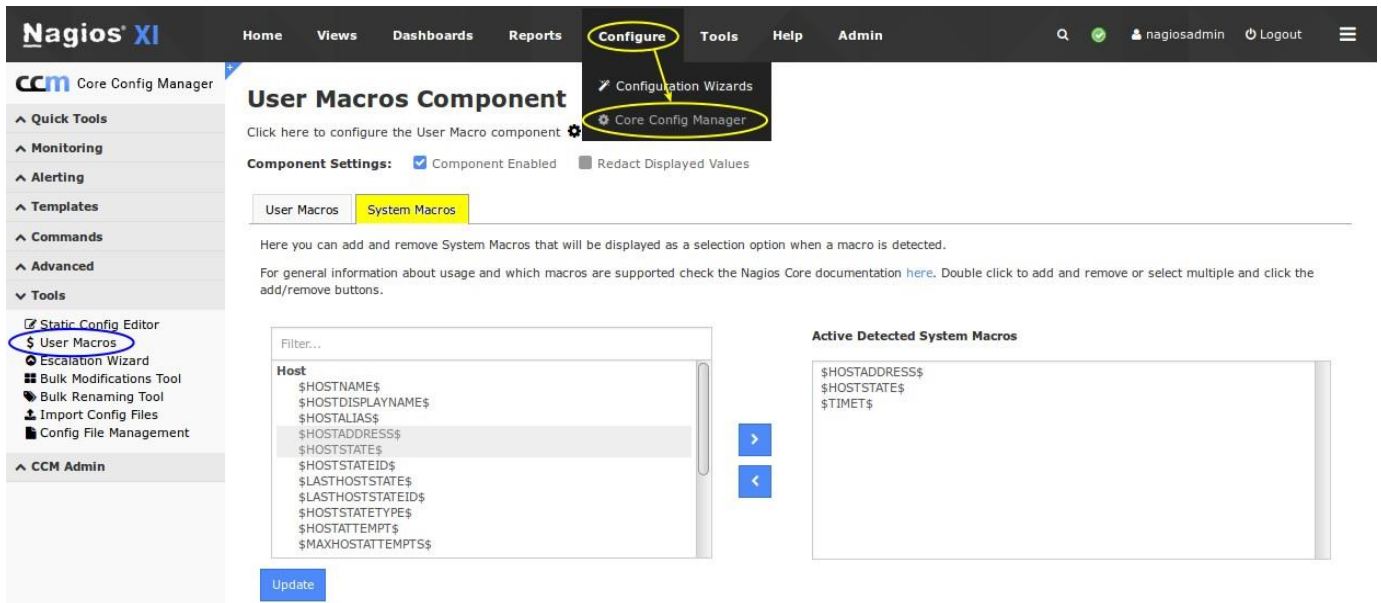 Nagios® XI
Home Views Dashboards Reports Configure Tools Help Admin nagiosadmin Logout
Configuration Wizards
Core Config Manager
ccm Core Config Manager
Quick Tools
Monitoring
Alerting
Templates
Commands
Advanced
Tools
Static Config Editor
$ User Macros
Escalation Wizard
Bulk Modifications Tool
Bulk Renaming Tool
Import Config Files
Config File Management
CCM Admin
User Macros Component
Click here to configure the User Macro component
Component Settings: Component Enabled Redact Displayed Values
User Macros System Macros
Here you can add and remove System Macros that will be displayed as a selection option when a macro is detected.
For general information about usage and which macros are supported check the Nagios Core documentation here. Double click to add and remove or select multiple and click the
add/remove buttons.
Filter...
Host
$HOSTNAME$
$HOSTDISPLAYNAME$
$HOSTALIAS$
$HOSTADDRESS$
$HOSTSTATE$
$HOSTSTATEID$
$LASTHOSTSTATE$
$LASTHOSTSTATEID$
$HOSTSTATETYPE$
$HOSTATTEMPT$
$MAXHOSTATTEMPTS$
Active Detected System Macros
$HOSTADDRESS$
$HOSTSTATE$
$TIMET$
Update